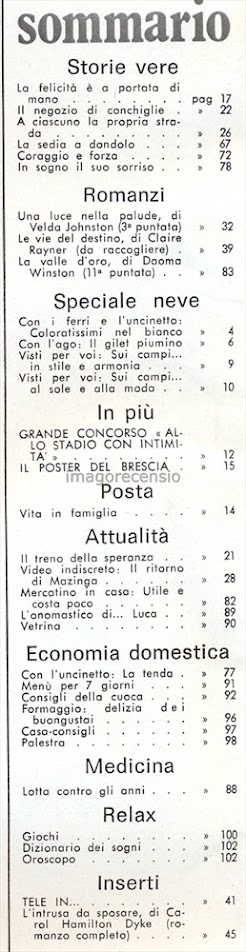 sommario
Storie vere
La felicità è a portata di
mano . . . . . . . . pag 17
Il negozio di conchiglie . » 22
A ciascuno la propria stra-
da . . . . . . . . . » 26
La sedia a dondolo . . . » 67
Coraggio e forza . . . . » 72
In sogno il suo sorriso . . » 78
Romanzi
Una luce nella palude, di
Velda Johnston (3ª puntata) » 32
Le vie del destino, di Claire
Rayner (da raccogliere) . » 39
La valle d'oro, di Daoma
Winston (11ª puntata) . . » 83
Speciale neve
Con i ferri e l'uncinetto:
Coloratissimi nel bianco » 4
Con l'ago: Il gilet piumino » 6
Visti per voi: Sui campi...
in stile e armonia . . . » 9
Visti per voi: Sui campi...
al sole e alla moda . . » 10
In più
GRANDE CONCORSO « AL-
LO STADIO CON INTIMI-
TA' » . . . . . . . . » 12
IL POSTER DEL BRESCIA . » 15
imagorecensio
Posta
Vita in famiglia . . . . » 14
Attualità
Il treno della speranza . . » 21
Video indiscreto: Il ritorno
di Mazinga . . . . . . » 28
Mercatino in casa: Utile e
costa poco . . . . . . » 82
L'onomastico di... Luca . » 89
Vetrina . . . . . . . . » 90
Economia domestica
Con l'uncinetto: La tenda . » 77
Menù per 7 giorni . . . » 91
Consigli della cuoca . . . » 92
Formaggio: delizia dei
buongustai . . . . . . » 96
Casa-consigli . . . . . . » 97
Palestra . . . . . . . . » 98
Medicina
Lotta contro gli anni . . . » 88
Relax
Giochi . . . . . . . . » 100
Dizionario dei sogni . . . » 102
Oroscopo . . . . . . . » 102
Inserti
TELE IN... . . . . . . . » 41
L'intrusa da sposare, di Ca-
rol Hamilton Dyke (ro-
manzo completo) . . . . » 45